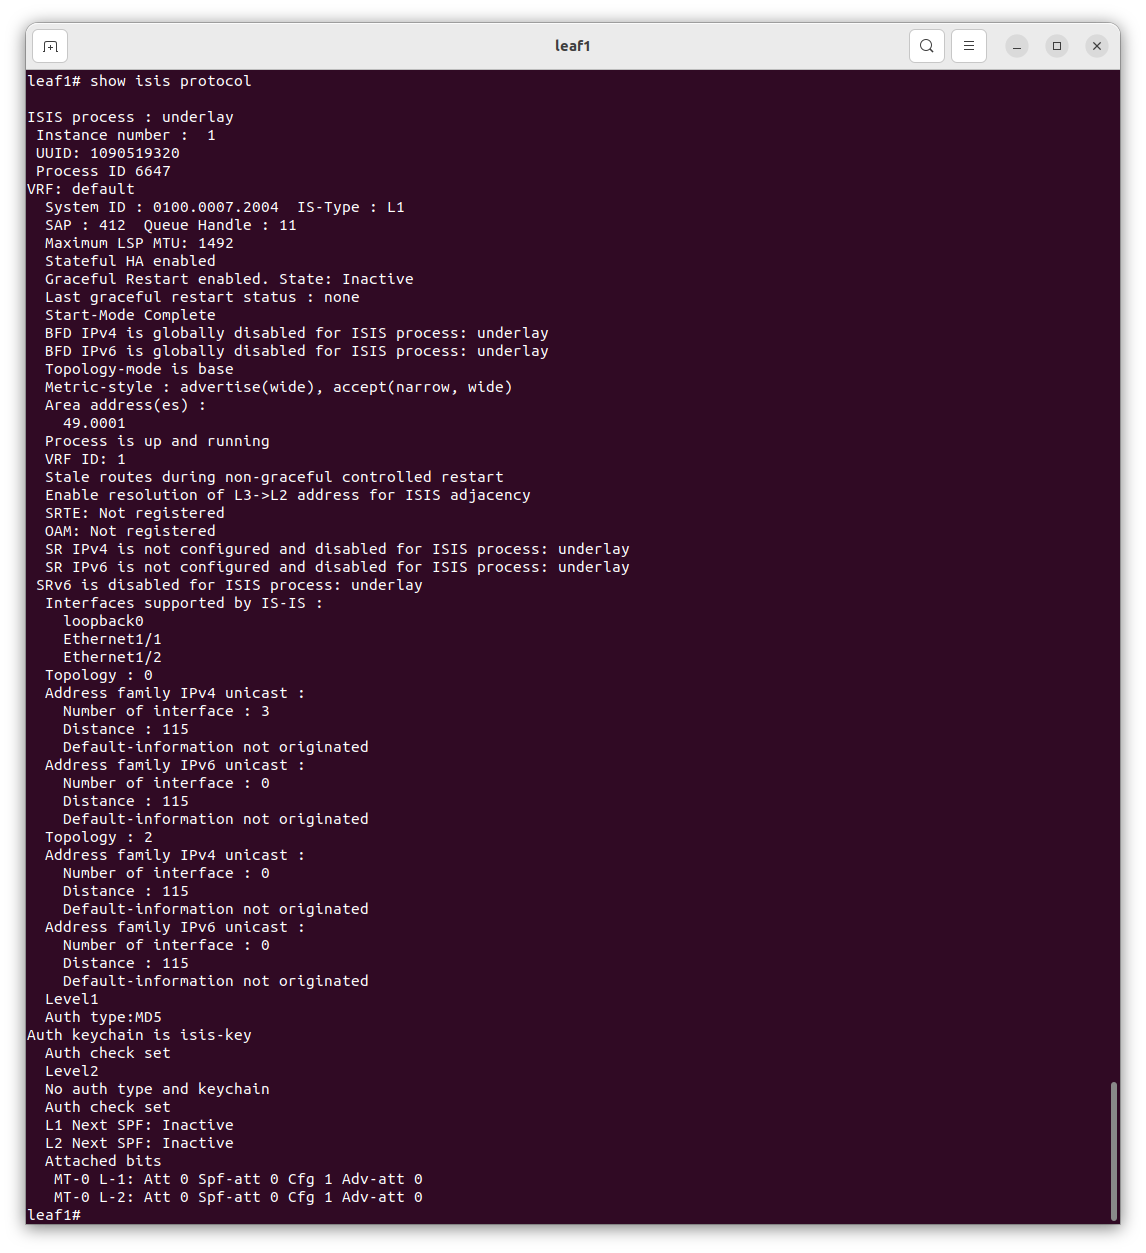 leaf1
leaf1# show isis protocol

ISIS process : underlay
 Instance number :  1
 UUID: 1090519320
 Process ID 6647
VRF: default
  System ID : 0100.0007.2004  IS-Type : L1
  SAP : 412  Queue Handle : 11
  Maximum LSP MTU: 1492
  Stateful HA enabled
  Graceful Restart enabled. State: Inactive
  Last graceful restart status : none
  Start-Mode Complete
  BFD IPv4 is globally disabled for ISIS process: underlay
  BFD IPv6 is globally disabled for ISIS process: underlay
  Topology-mode is base
  Metric-style : advertise(wide), accept(narrow, wide)
  Area address(es) :
    49.0001
  Process is up and running
  VRF ID: 1
  Stale routes during non-graceful controlled restart
  Enable resolution of L3->L2 address for ISIS adjacency
  SRTE: Not registered
  OAM: Not registered
  SR IPv4 is not configured and disabled for ISIS process: underlay
  SR IPv6 is not configured and disabled for ISIS process: underlay
 SRv6 is disabled for ISIS process: underlay
  Interfaces supported by IS-IS :
    loopback0
    Ethernet1/1
    Ethernet1/2
  Topology : 0
  Address family IPv4 unicast :
    Number of interface : 3
    Distance : 115
    Default-information not originated
  Address family IPv6 unicast :
    Number of interface : 0
    Distance : 115
    Default-information not originated
  Topology : 2
  Address family IPv4 unicast :
    Number of interface : 0
    Distance : 115
    Default-information not originated
  Address family IPv6 unicast :
    Number of interface : 0
    Distance : 115
    Default-information not originated
  Level1
  Auth type:MD5
Auth keychain is isis-key
  Auth check set
  Level2
  No auth type and keychain
  Auth check set
  L1 Next SPF: Inactive
  L2 Next SPF: Inactive
  Attached bits
   MT-0 L-1: Att 0 Spf-att 0 Cfg 1 Adv-att 0
   MT-0 L-2: Att 0 Spf-att 0 Cfg 1 Adv-att 0
leaf1#